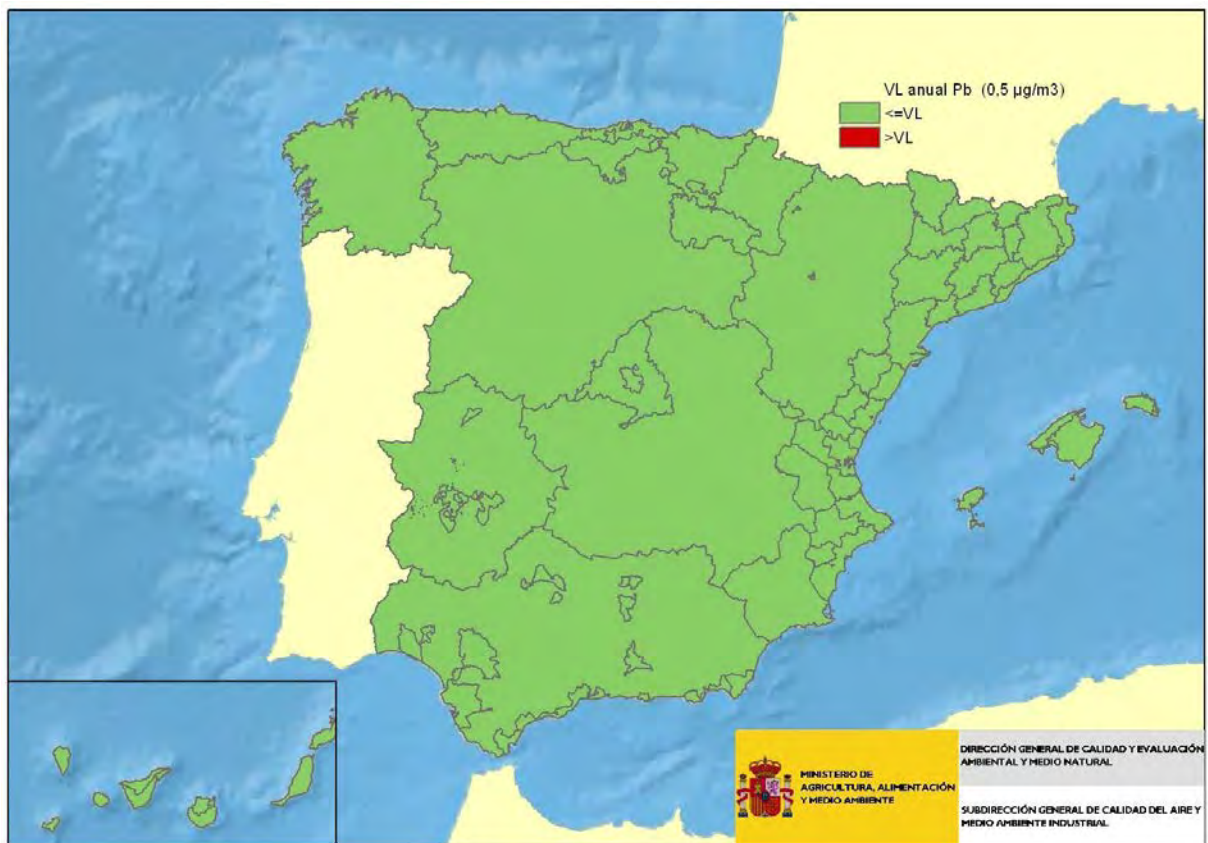 VL anual Pb (0,5 µg/m3)
<=VL
>VL
MINISTERIO DE
AGRICULTURA, ALIMENTACIÓN
Y MEDIO AMBIENTE
DIRECCIÓN GENERAL DE CALIDAD Y EVALUACIÓN
AMBIENTAL Y MEDIO NATURAL
SUBDIRECCIÓN GENERAL DE CALIDAD DEL AIRE Y
MEDIO AMBIENTE INDUSTRIAL